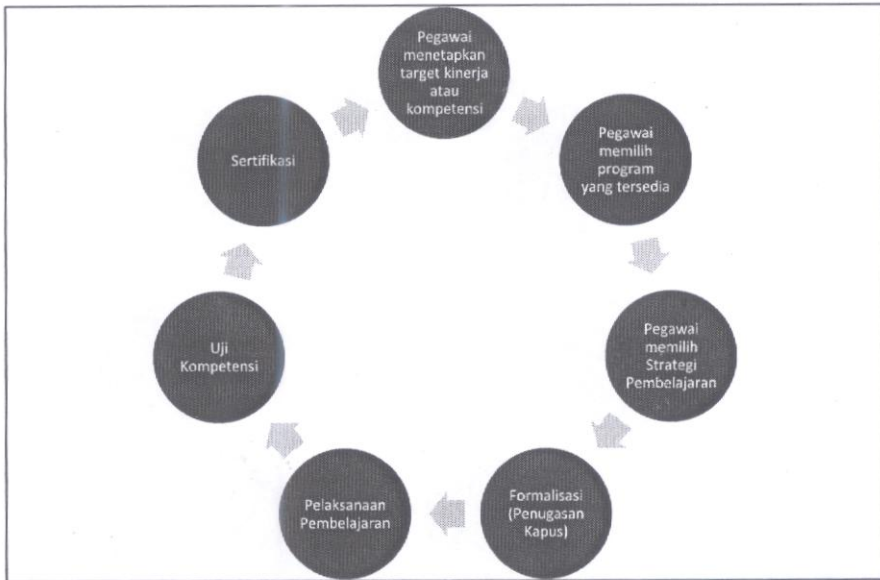 Pegawai
menetapkan
target kinerja
atau
kompetensi
Pegawai
memilih
program
yang tersedia
Pegawai
memilih
Strategi
Pembelajaran
Formalisasi
(Penugasan
Kapus)
Pelaksanaan
Pembelajaran
Uji
Kompetensi
Sertifikasi